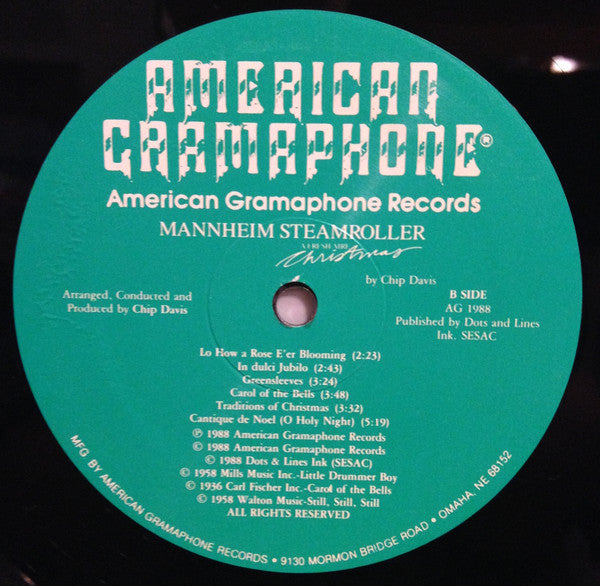 AMERICAN
GRAMAPHONE®
American Gramaphone Records
MANNHEIM STEAMROLLER
A FRESH AIRE
Christmas
by Chip Davis
Arranged, Conducted and
Produced by Chip Davis
B SIDE
AG 1988
Published by Dots and Lines
Ink. SESAC
Lo How a Rose E'er Blooming (2:23)
In dulci Jubilo (2:43)
Greensleeves (3:24)
Carol of the Bells (3:48)
Traditions of Christmas (3:32)
Cantique de Noel (O Holy Night) (5:19)
℗ 1988 American Gramaphone Records
© 1988 American Gramaphone Records
© 1988 Dots & Lines Ink (SESAC)
© 1958 Mills Music Inc.-Little Drummer Boy
© 1936 Carl Fischer Inc.-Carol of the Bells
© 1958 Walton Music-Still, Still, Still
ALL RIGHTS RESERVED
MFG BY AMERICAN GRAMAPHONE RECORDS • 9130 MORMON BRIDGE ROAD • OMAHA, NE 68152